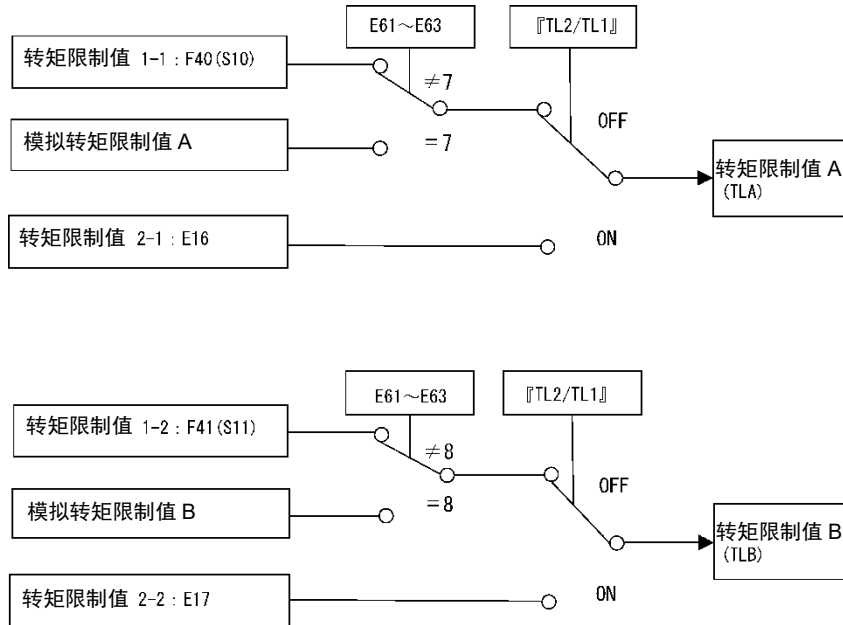 E61～E63
『TL2/TL1』
转矩限制值 1-1 : F40(S10)
≠7
OFF
模拟转矩限制值 A
=7
转矩限制值 A
(TLA)
转矩限制值 2-1 : E16
ON
E61～E63
『TL2/TL1』
转矩限制值 1-2 : F41(S11)
≠8
OFF
模拟转矩限制值 B
=8
转矩限制值 B
(TLB)
转矩限制值 2-2 : E17
ON